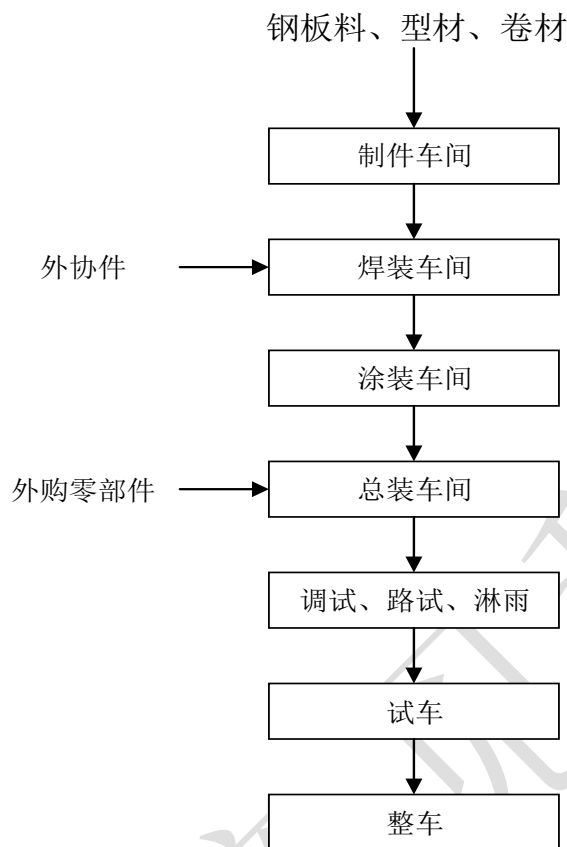 钢板料、型材、卷材
制件车间
外协件
焊装车间
涂装车间
外购零部件
总装车间
调试、路试、淋雨
试车
整车